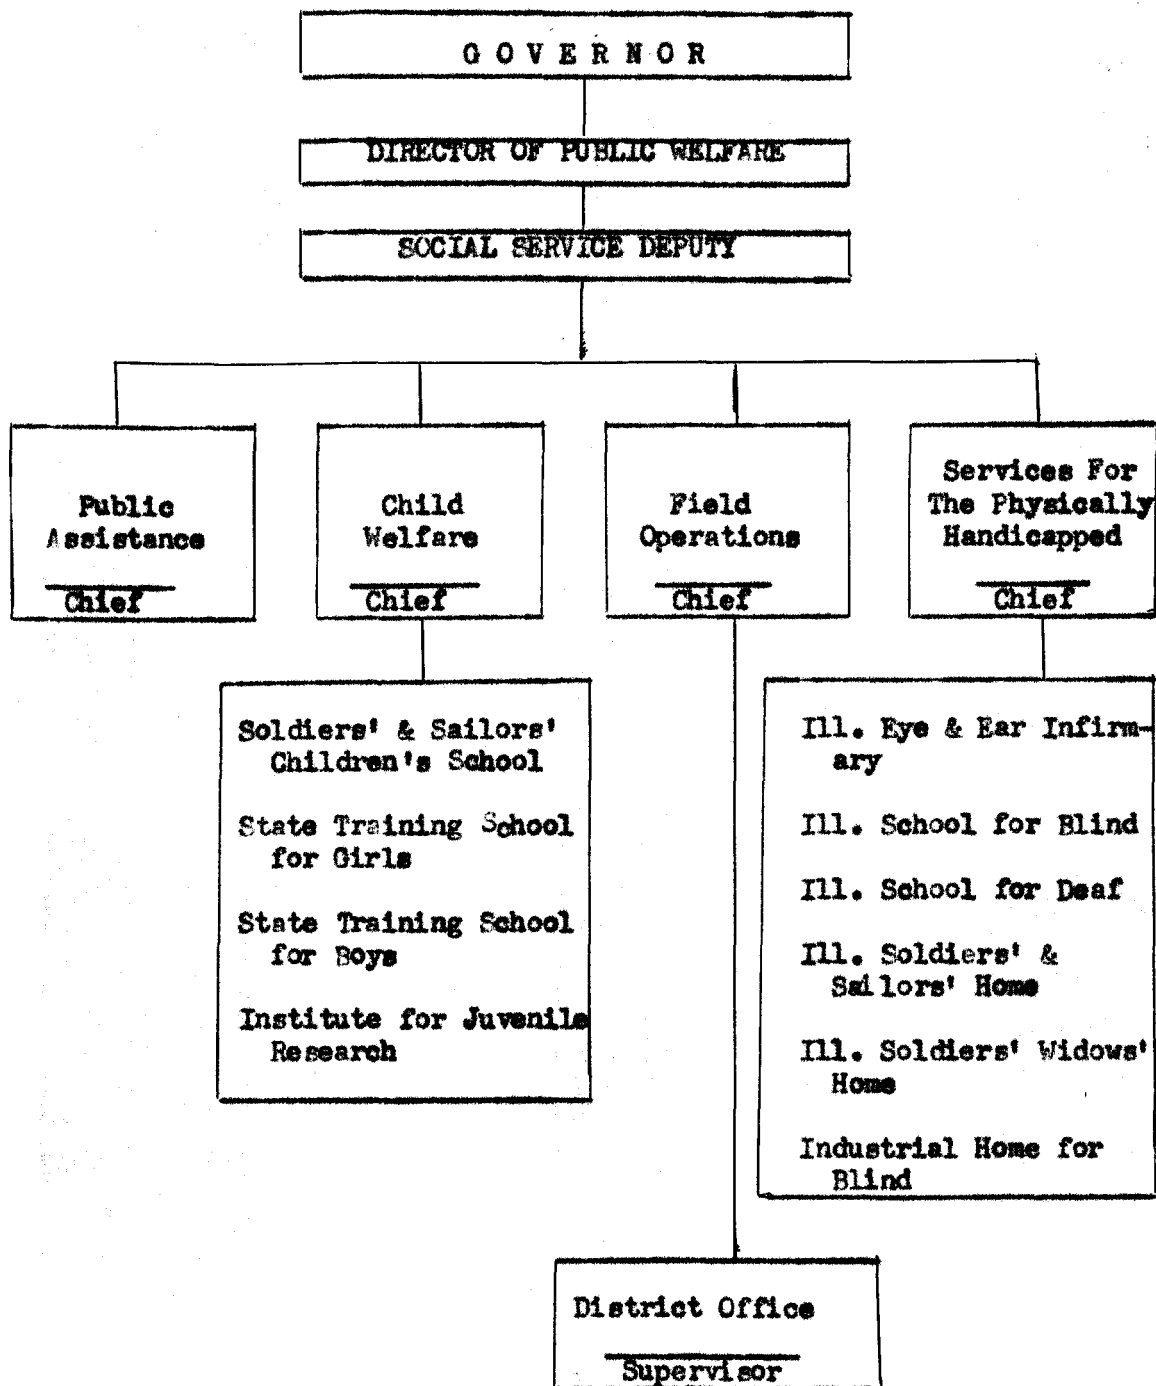 GOVERNOR
DIRECTOR OF PUBLIC WELFARE
SOCIAL SERVICE DEPUTY
Public
Assistance
Chief
Child
Welfare
Chief
Field
Operations
Chief
Services For
The Physically
Handicapped
Chief
Soldiers' & Sailors'
Children's School
State Training School
for Girls
State Training School
for Boys
Institute for Juvenile
Research
Ill. Eye & Ear Infirm-
ary
Ill. School for Blind
Ill. School for Deaf
Ill. Soldiers' &
Sailors' Home
Ill. Soldiers' Widows'
Home
Industrial Home for
Blind
District Office
Supervisor